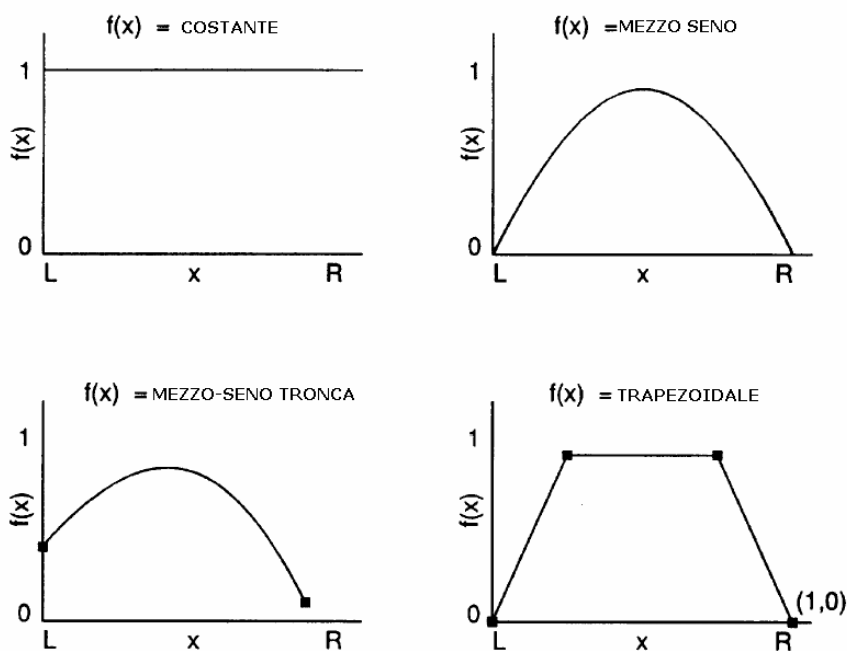 f(x) = COSTANTE
1
f(x)
0
L x R
f(x) =MEZZO SENO
1
f(x)
0
L x R
f(x) = MEZZO-SENO TRONCA
1
f(x)
0
L x R
f(x) = TRAPEZOIDALE
1
f(x)
0
(1,0)
L x R